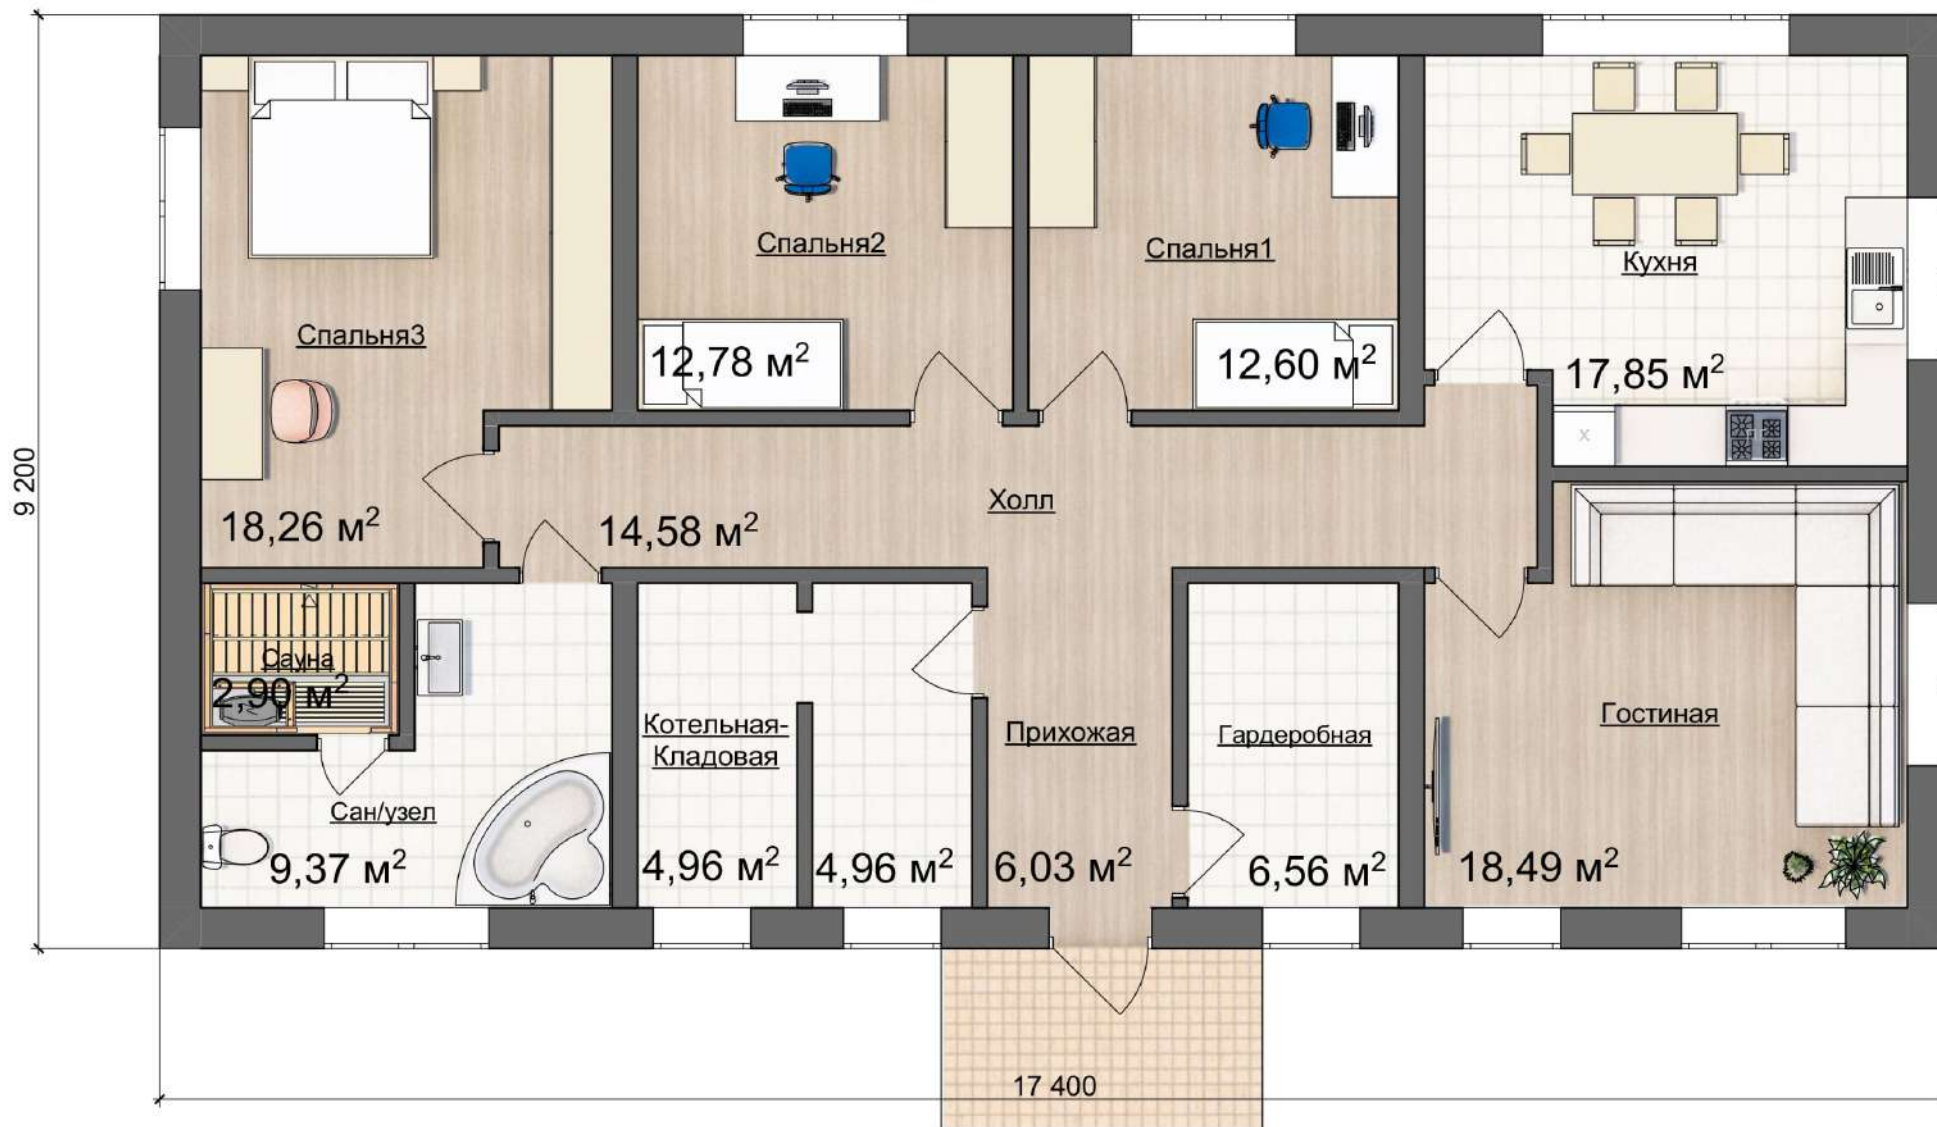 9 200
Спальня3
18,26 м²
Спальня2
12,78 м²
Спальня1
12,60 м²
Кухня
17,85 м²
x
Холл
14,58 м²
Сауна
2,90 м²
Сан/узел
9,37 м²
Котельная-
Кладовая
4,96 м²
4,96 м²
Прихожая
6,03 м²
Гардеробная
6,56 м²
Гостиная
18,49 м²
17 400